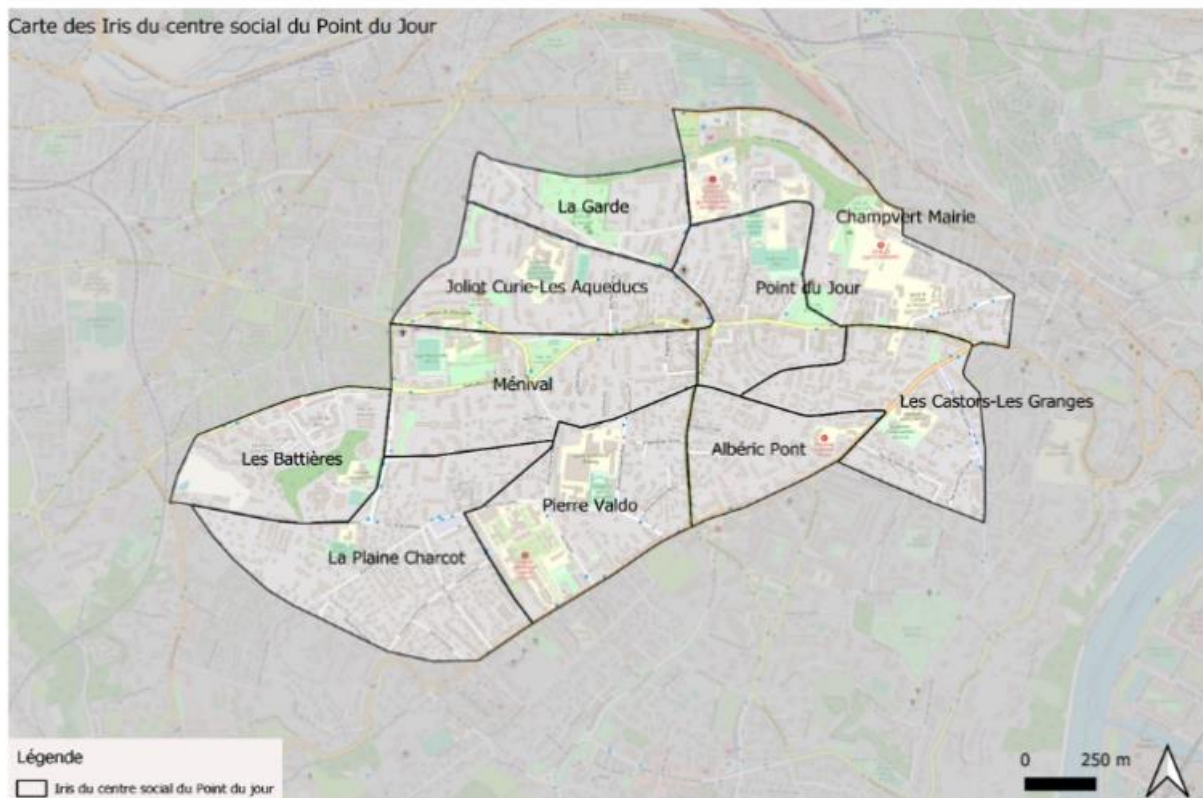 Carte des Iris du centre social du Point du Jour
La Garde
Champvert Mairie
Joliot Curie-Les Aqueducs
Point du Jour
Ménival
Les Castors-Les Granges
Albéric Pont
Les Battières
Pierre Valdo
La Plaine Charcot
Légende
Iris du centre social du Point du jour
0 250 m